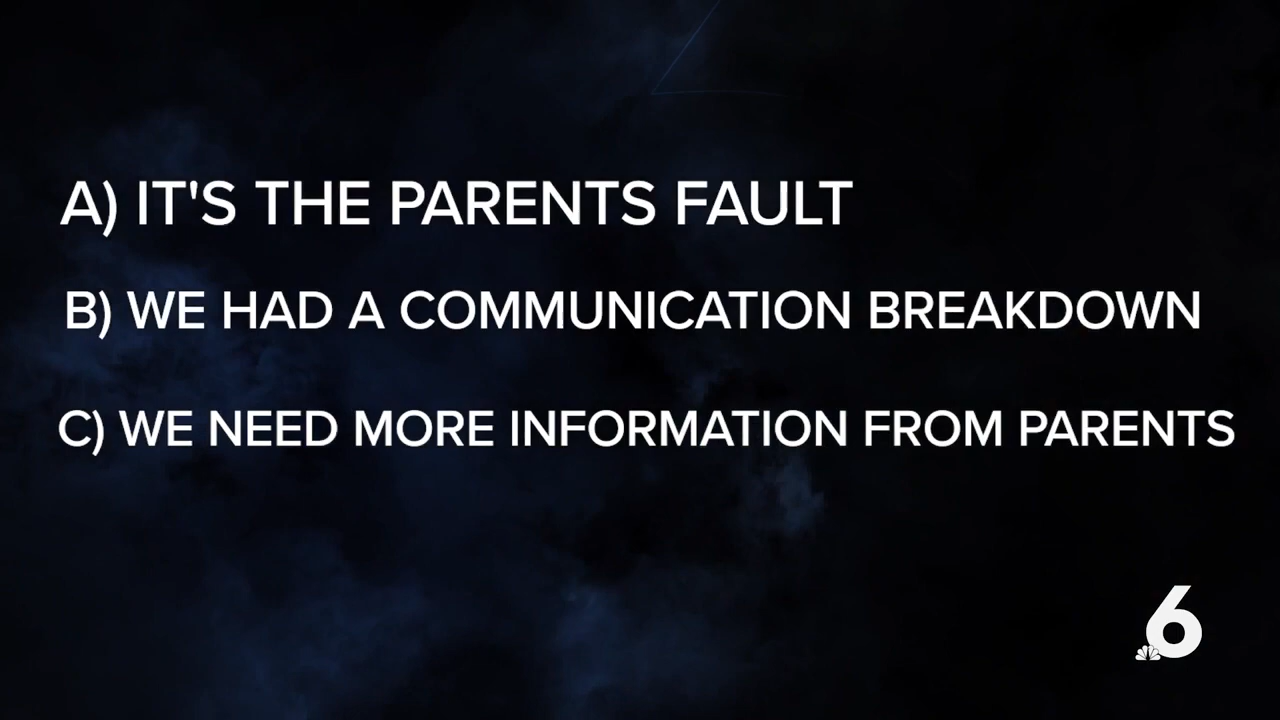 A) IT'S THE PARENTS FAULT
B) WE HAD A COMMUNICATION BREAKDOWN
C) WE NEED MORE INFORMATION FROM PARENTS
6